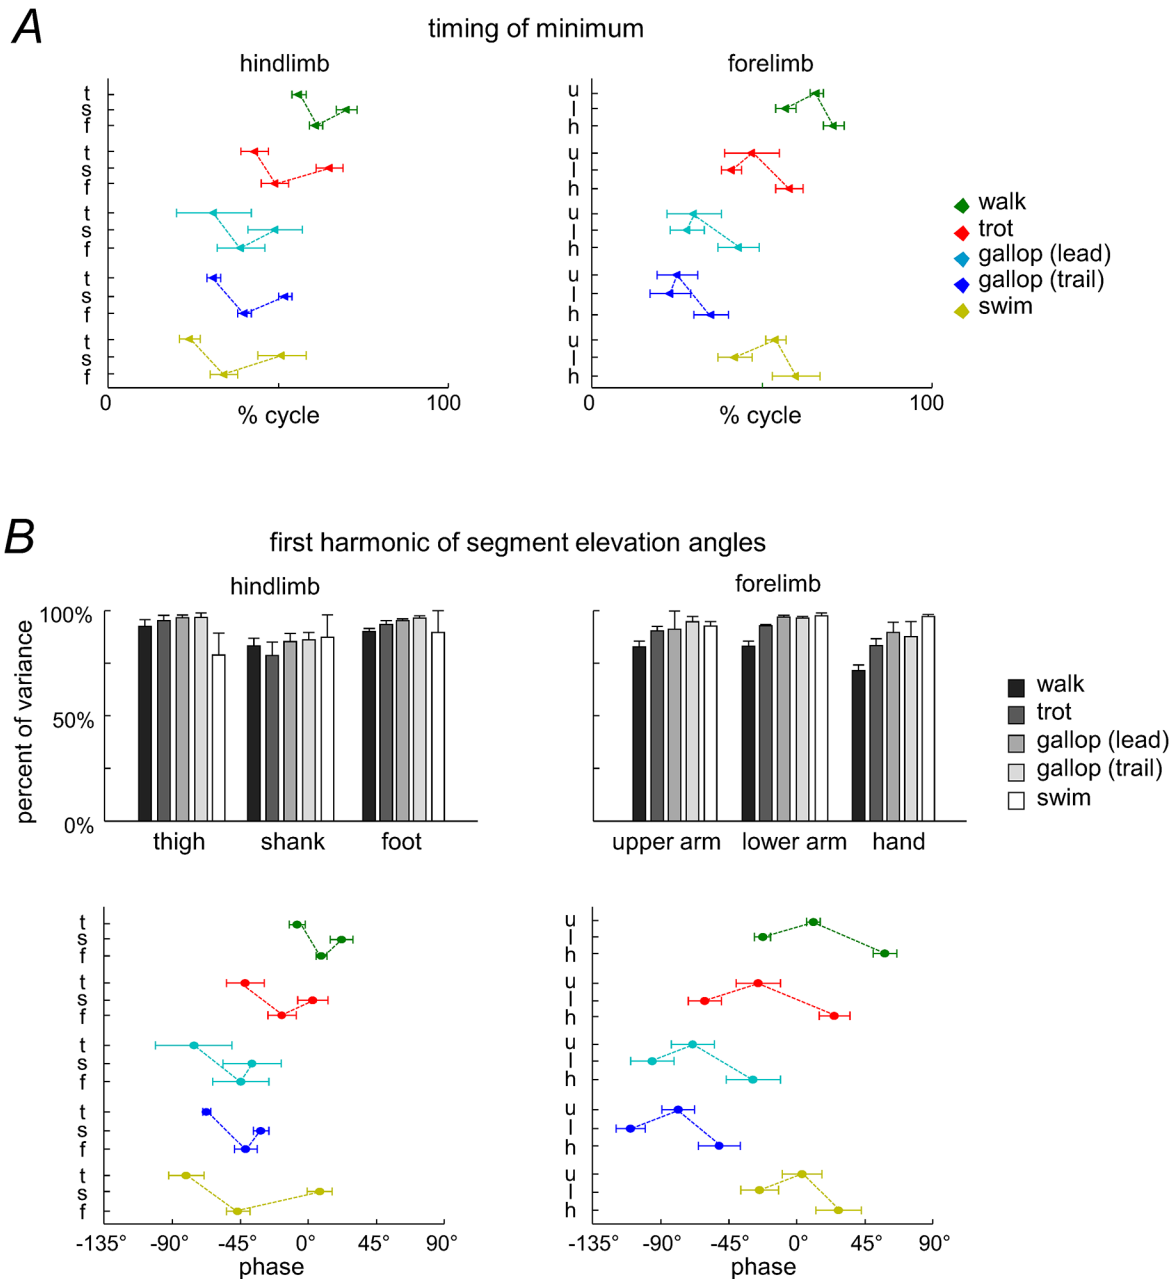 A
timing of minimum
hindlimb
forelimb
t
s
f
t
s
f
t
s
f
t
s
f
t
s
f
0
100
% cycle
u
l
h
u
l
h
u
l
h
u
l
h
u
l
h
0
100
% cycle
walk
trot
gallop (lead)
gallop (trail)
swim
B
first harmonic of segment elevation angles
hindlimb
forelimb
percent of variance
100%
50%
0%
thigh shank foot
upper arm lower arm hand
walk
trot
gallop (lead)
gallop (trail)
swim
t
s
f
t
s
f
t
s
f
t
s
f
t
s
f
-135° -90° -45° 0° 45° 90°
phase
u
l
h
u
l
h
u
l
h
u
l
h
u
l
h
-135° -90° -45° 0° 45° 90°
phase